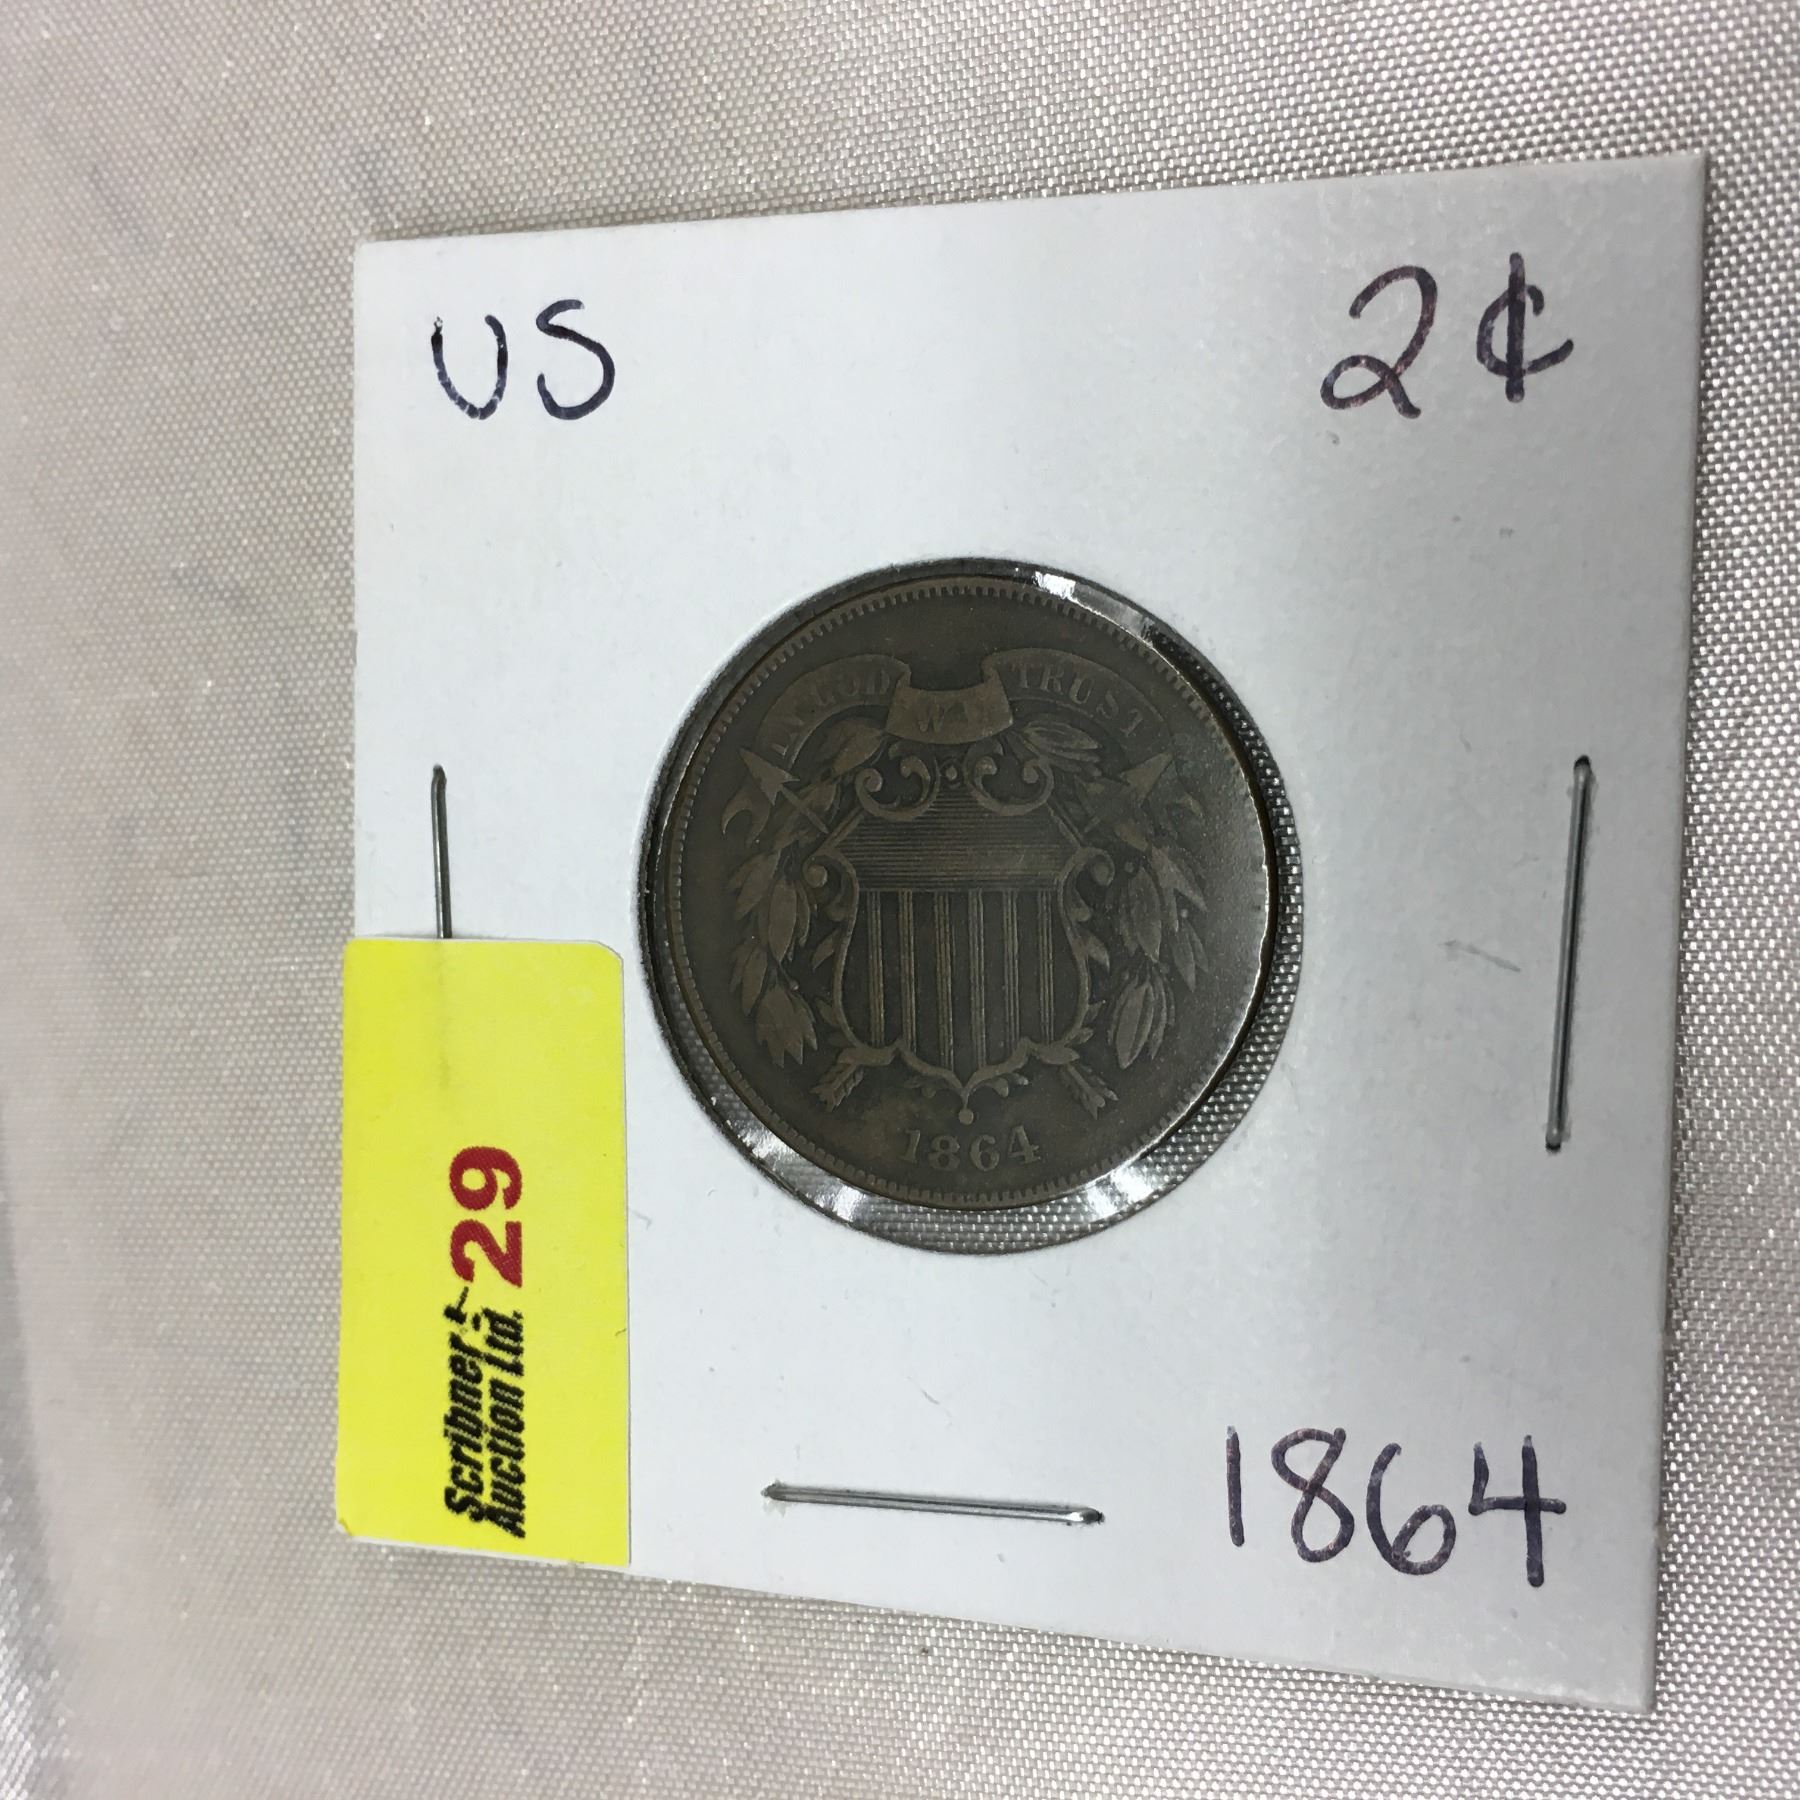 US 2¢
IN GOD WE TRUST
1864
29
Scribner
Auction Ltd.
1864